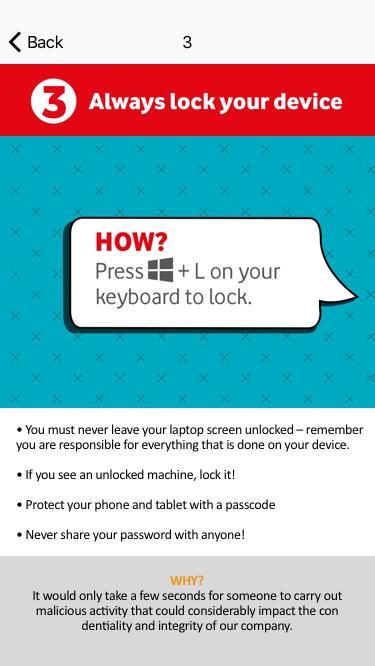 Back
3
3 Always lock your device
HOW?
Press + L on your
keyboard to lock.
• You must never leave your laptop screen unlocked – remember
you are responsible for everything that is done on your device.
• If you see an unlocked machine, lock it!
• Protect your phone and tablet with a passcode
• Never share your password with anyone!
WHY?
It would only take a few seconds for someone to carry out
malicious activity that could considerably impact the con
dentiality and integrity of our company.